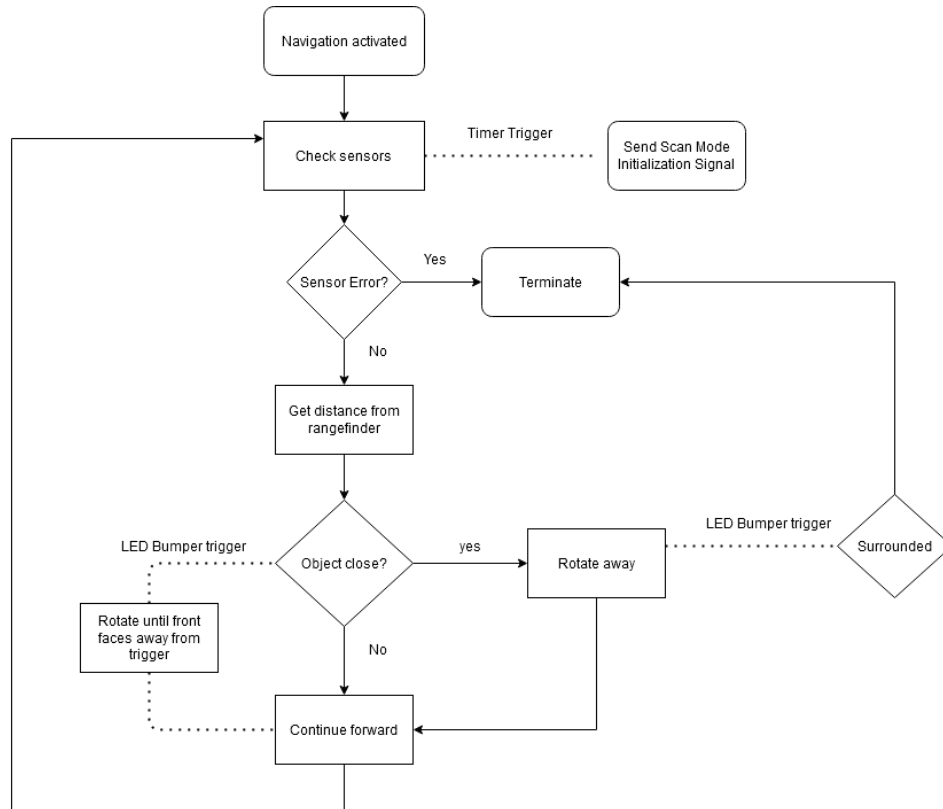 Navigation activated
Check sensors
Timer Trigger
Send Scan Mode
Initialization Signal
Sensor Error?
Yes
Terminate
No
Get distance from
rangefinder
LED Bumper trigger
Object close?
yes
Rotate away
LED Bumper trigger
Surrounded
Rotate until front
faces away from
trigger
No
Continue forward